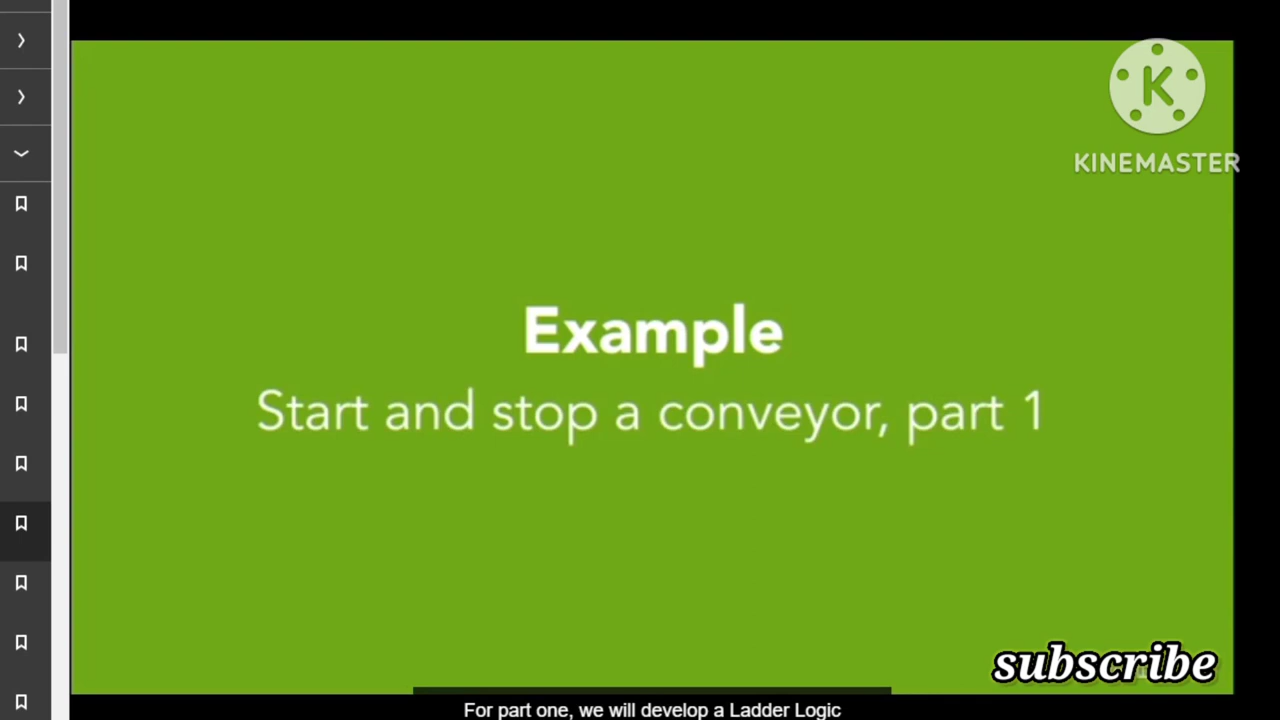 K
KINEMASTER
Example
Start and stop a conveyor, part 1
subscribe
For part one, we will develop a Ladder Logic